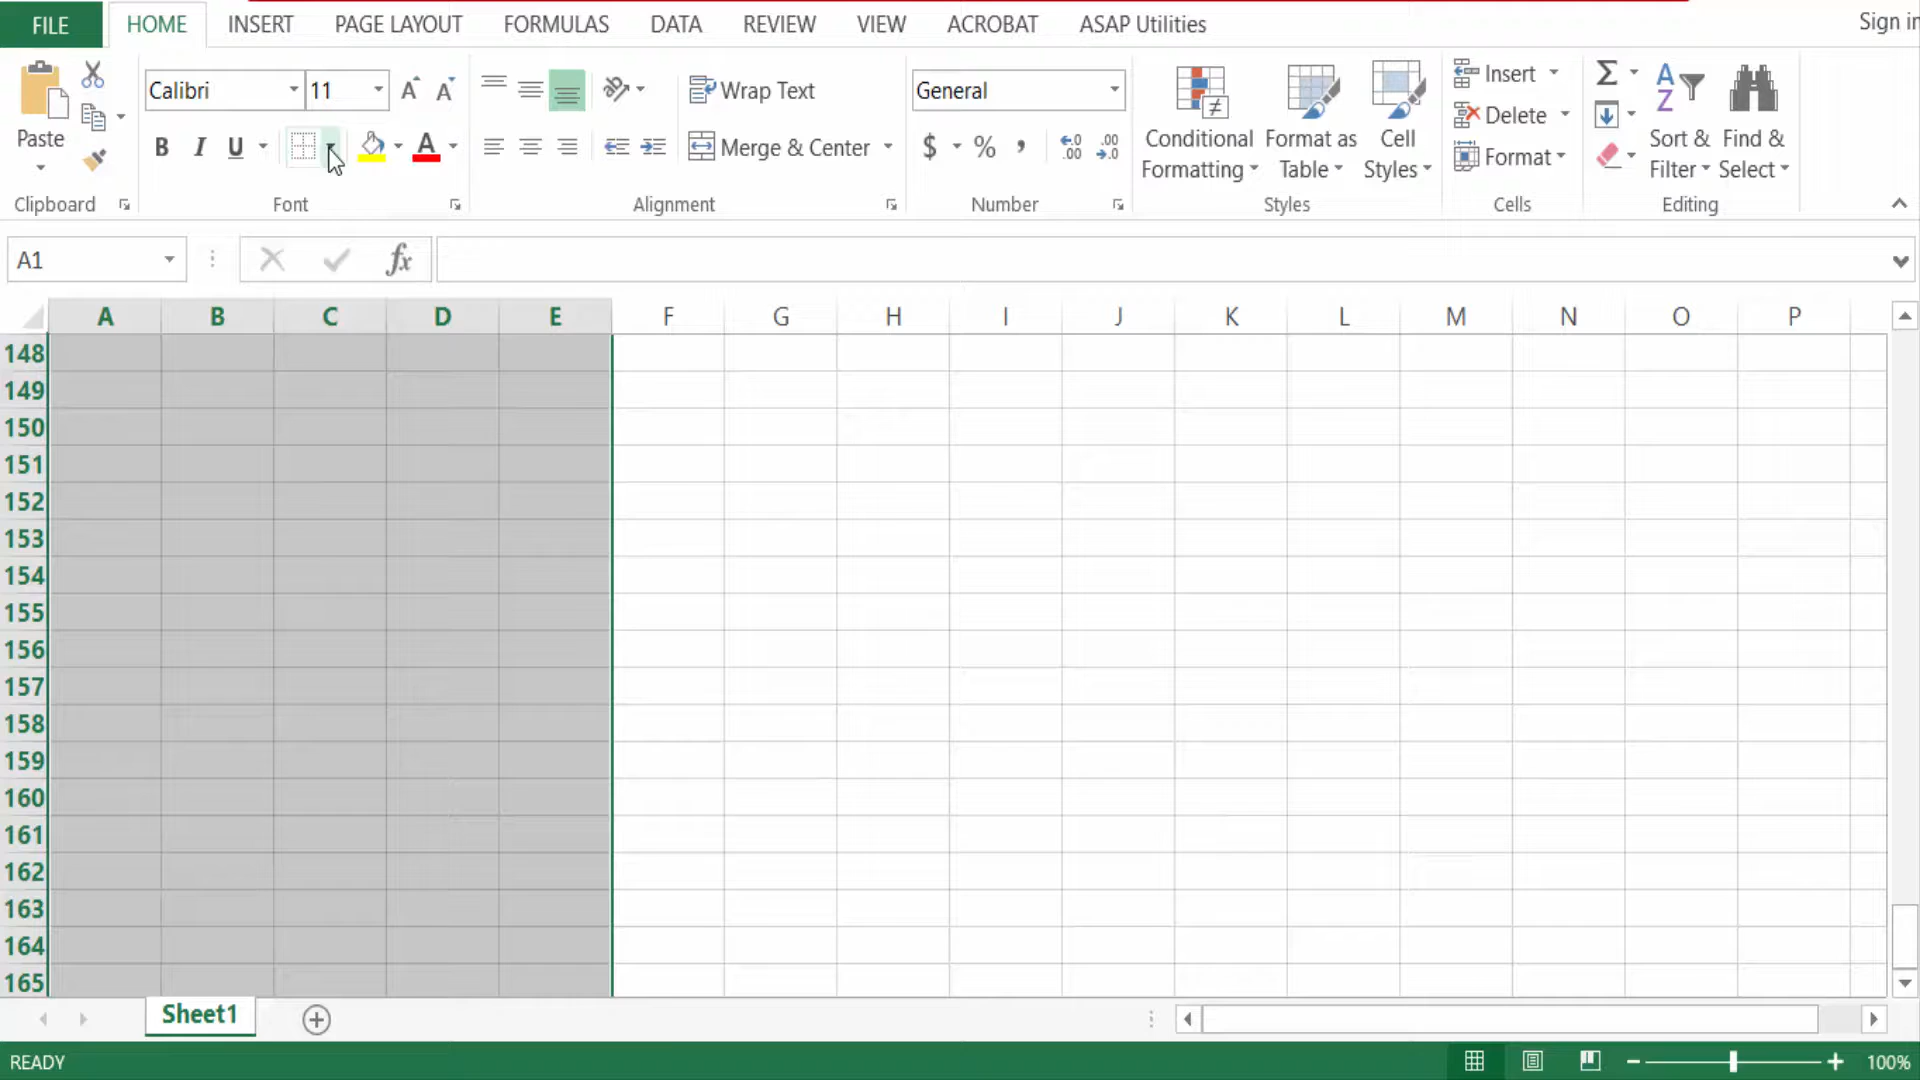 FILE HOME INSERT PAGE LAYOUT FORMULAS DATA REVIEW VIEW ACROBAT ASAP Utilities Sign in
Paste
Clipboard
Calibri 11
B I U A
Font
Wrap Text
Merge & Center
Alignment
General
$ % ,
Number
Conditional Formatting
Format as Table
Cell Styles
Styles
Insert
Delete
Format
Cells
Sort & Filter
Find & Select
Editing
A1 fx
A B C D E F G H I J K L M N O P
148
149
150
151
152
153
154
155
156
157
158
159
160
161
162
163
164
165
Sheet1
READY 100%